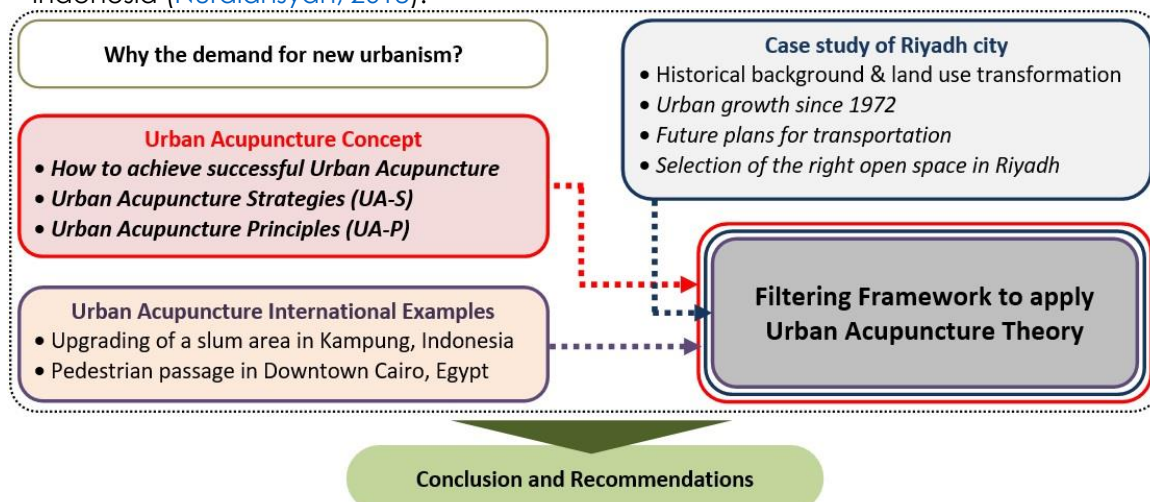 Why the demand for new urbanism?
Urban Acupuncture Concept
• How to achieve successful Urban Acupuncture
• Urban Acupuncture Strategies (UA-S)
• Urban Acupuncture Principles (UA-P)
Urban Acupuncture International Examples
• Upgrading of a slum area in Kampung, Indonesia
• Pedestrian passage in Downtown Cairo, Egypt
Case study of Riyadh city
• Historical background & land use transformation
• Urban growth since 1972
• Future plans for transportation
• Selection of the right open space in Riyadh
Filtering Framework to apply
Urban Acupuncture Theory
Conclusion and Recommendations